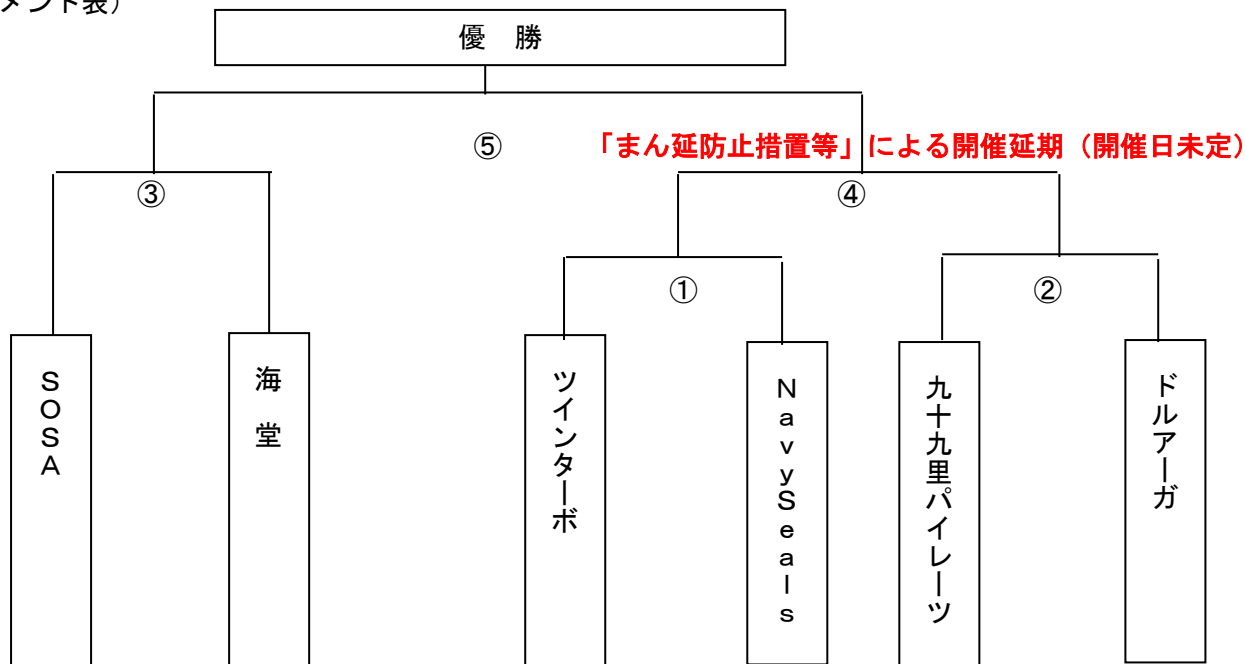 メント表）
優　勝
⑤
「まん延防止措置等」による開催延期（開催日未定）
③
④
①
②
ＳＯＳＡ
海　堂
ツインターボ
ＮａｖｙＳｅａｌｓ
九十九里パイレーツ
ドルアーガ